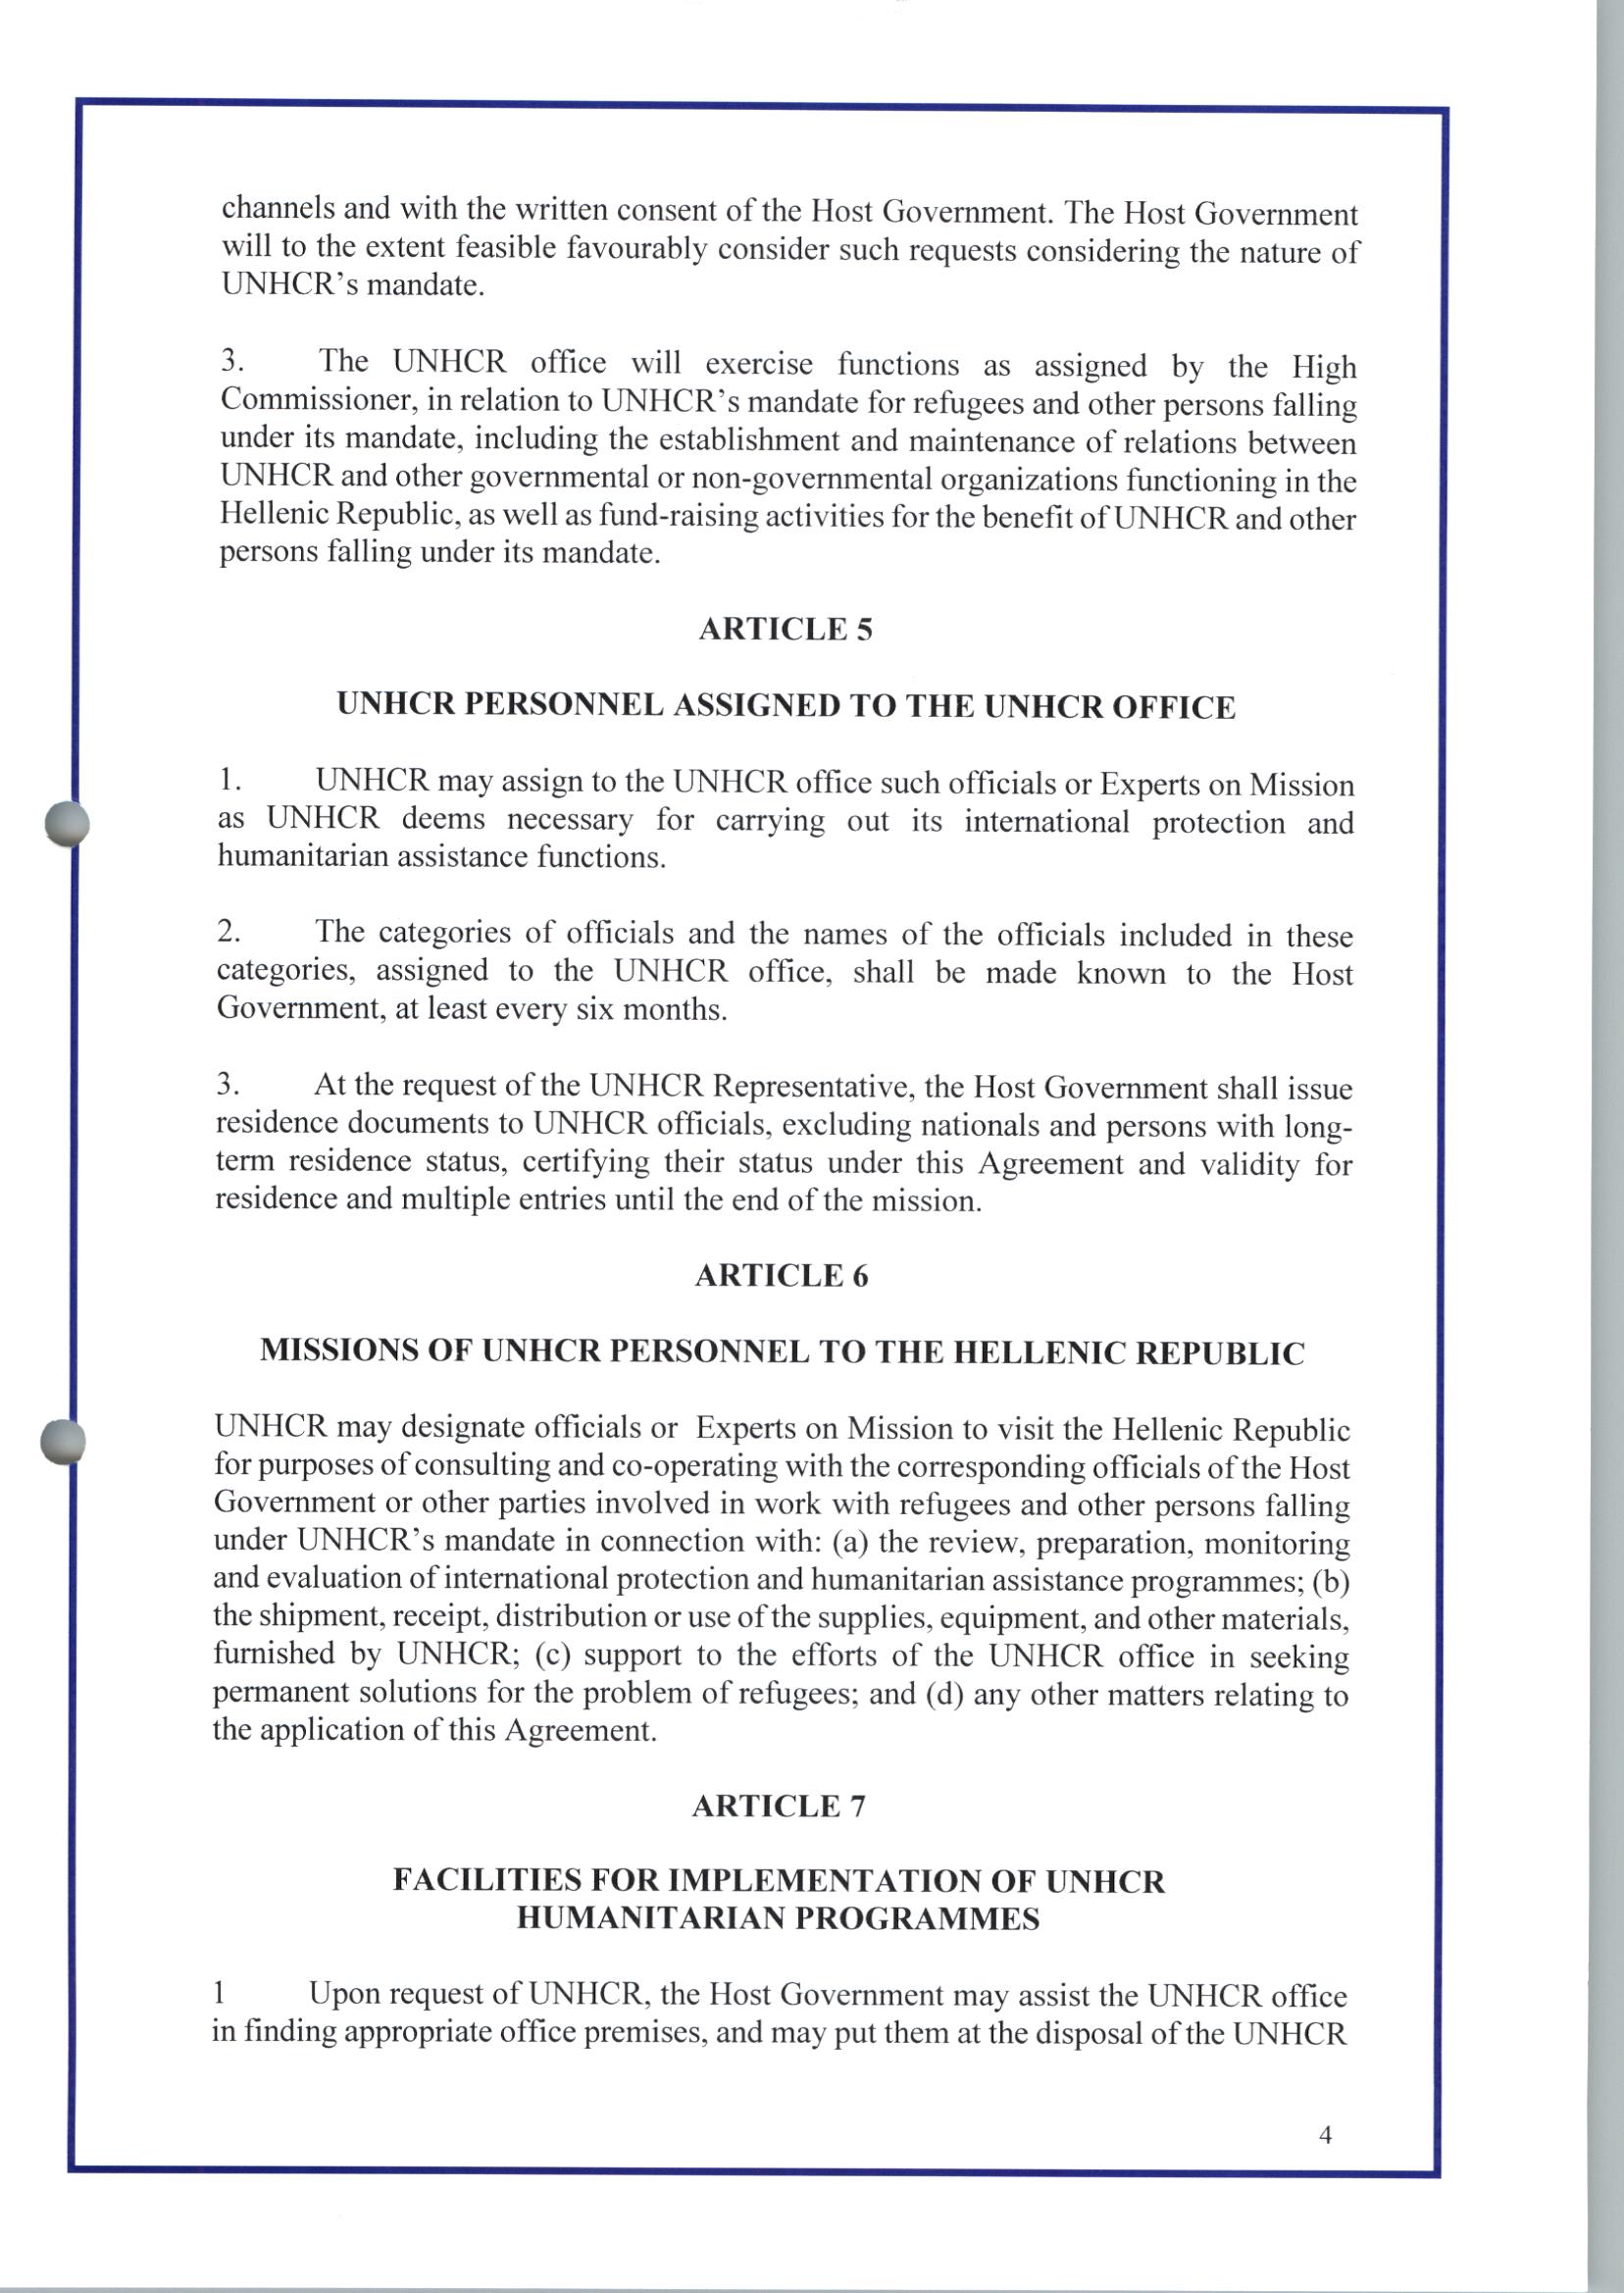 channels and with the written consent of the Host Government. The Host Government
will to the extent feasible favourably consider such requests considering the nature of
UNHCR’s mandate.
3. The UNHCR office will exercise functions as assigned by the High
Commissioner, in relation to UNHCR’s mandate for refugees and other persons falling
under its mandate, including the establishment and maintenance of relations between
UNHCR and other governmental or non-governmental organizations functioning in the
Hellenic Republic, as well as fund-raising activities for the benefit of UNHCR and other
persons falling under its mandate.
ARTICLE 5
UNHCR PERSONNEL ASSIGNED TO THE UNHCR OFFICE
1. UNHCR may assign to the UNHCR office such officials or Experts on Mission
as UNHCR deems necessary for carrying out its international protection and
humanitarian assistance functions.
2. The categories of officials and the names of the officials included in these
categories, assigned to the UNHCR office, shall be made known to the Host
Government, at least every six months.
3. At the request of the UNHCR Representative, the Host Government shall issue
residence documents to UNHCR officials, excluding nationals and persons with long-
term residence status, certifying their status under this Agreement and validity for
residence and multiple entries until the end of the mission.
ARTICLE 6
MISSIONS OF UNHCR PERSONNEL TO THE HELLENIC REPUBLIC
UNHCR may designate officials or Experts on Mission to visit the Hellenic Republic
for purposes of consulting and co-operating with the corresponding officials of the Host
Government or other parties involved in work with refugees and other persons falling
under UNHCR’s mandate in connection with: (a) the review, preparation, monitoring
and evaluation of international protection and humanitarian assistance programmes; (b)
the shipment, receipt, distribution or use of the supplies, equipment, and other materials,
furnished by UNHCR; (c) support to the efforts of the UNHCR office in seeking
permanent solutions for the problem of refugees; and (d) any other matters relating to
the application of this Agreement.
ARTICLE 7
FACILITIES FOR IMPLEMENTATION OF UNHCR
HUMANITARIAN PROGRAMMES
1 Upon request of UNHCR, the Host Government may assist the UNHCR office
in finding appropriate office premises, and may put them at the disposal of the UNHCR
4